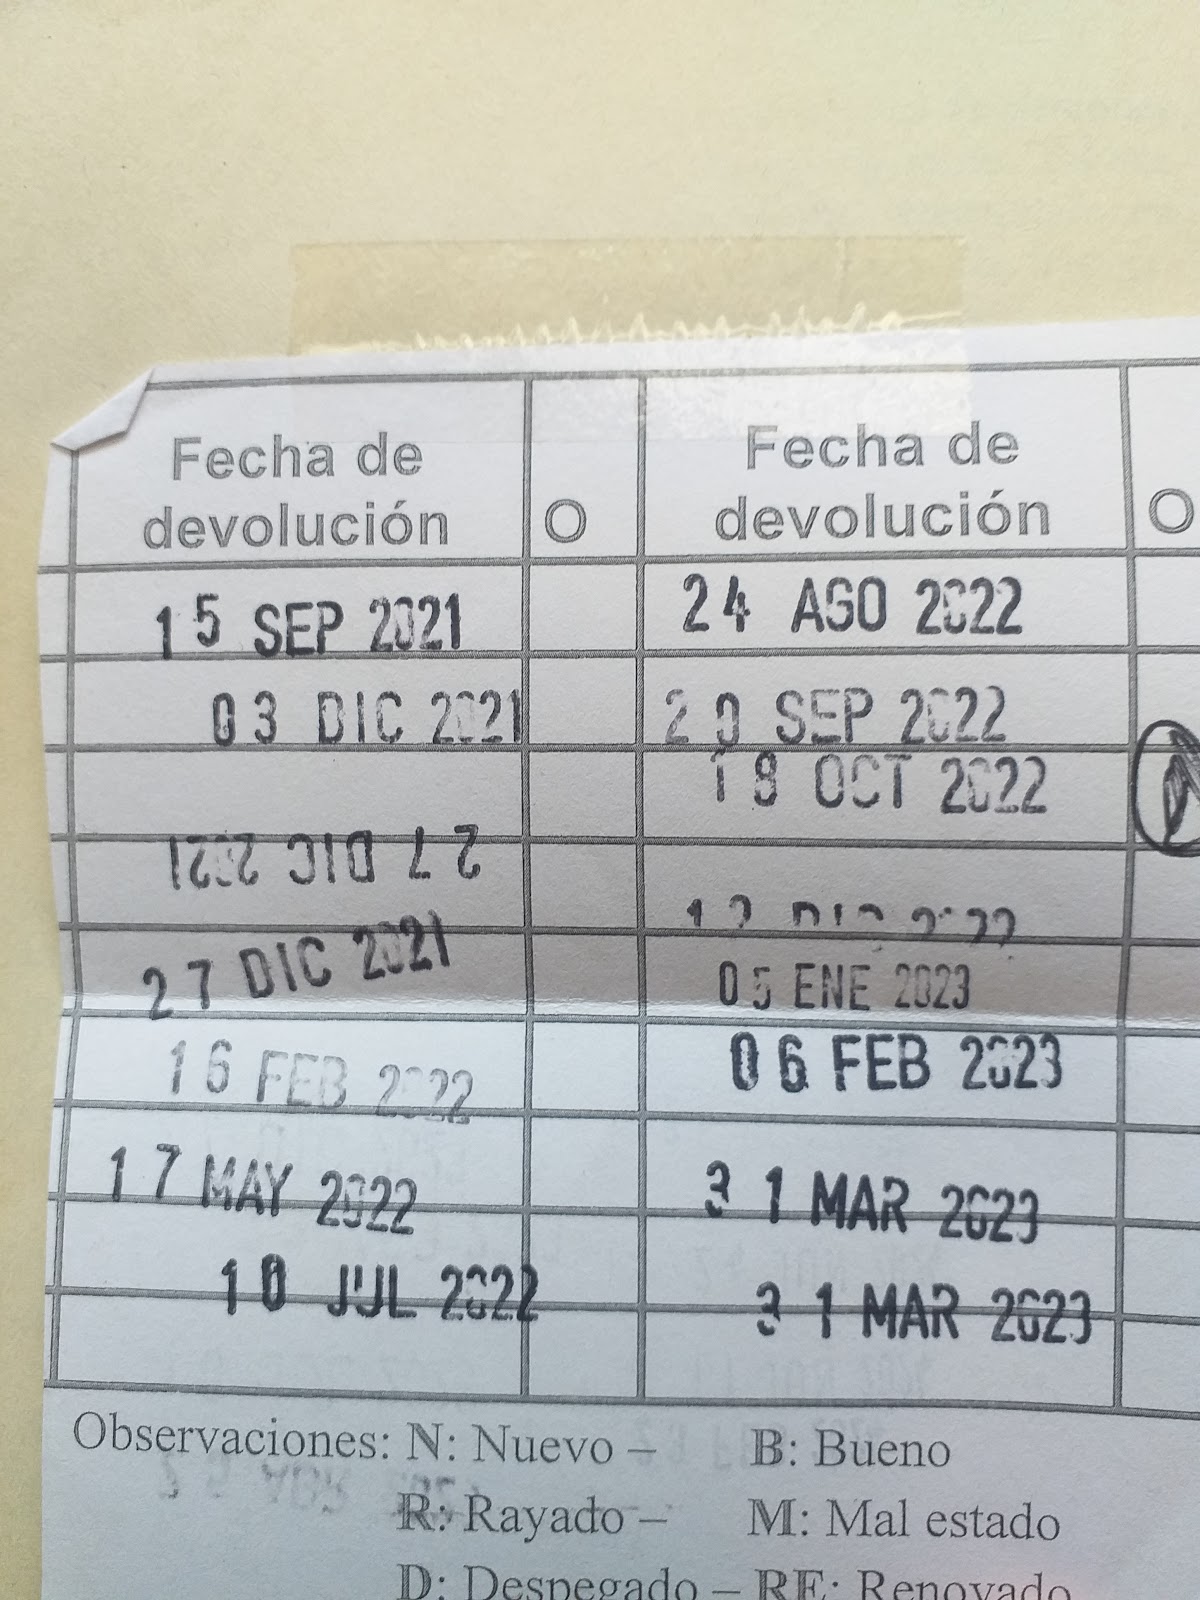 Fecha de
devolución
O
15 SEP 2021
03 DIC 2021
27 DIC 2021
27 DIC 2021
16 FEB 2022
17 MAY 2022
10 JUL 2022
Fecha de
devolución
O
24 AGO 2022
20 SEP 2022
18 OCT 2022
DIC 2022
05 ENE 2023
06 FEB 2023
31 MAR 2023
31 MAR 2023
Observaciones: N: Nuevo – B: Bueno
R: Rayado – M: Mal estado
D: Despegado – RE: Renovado